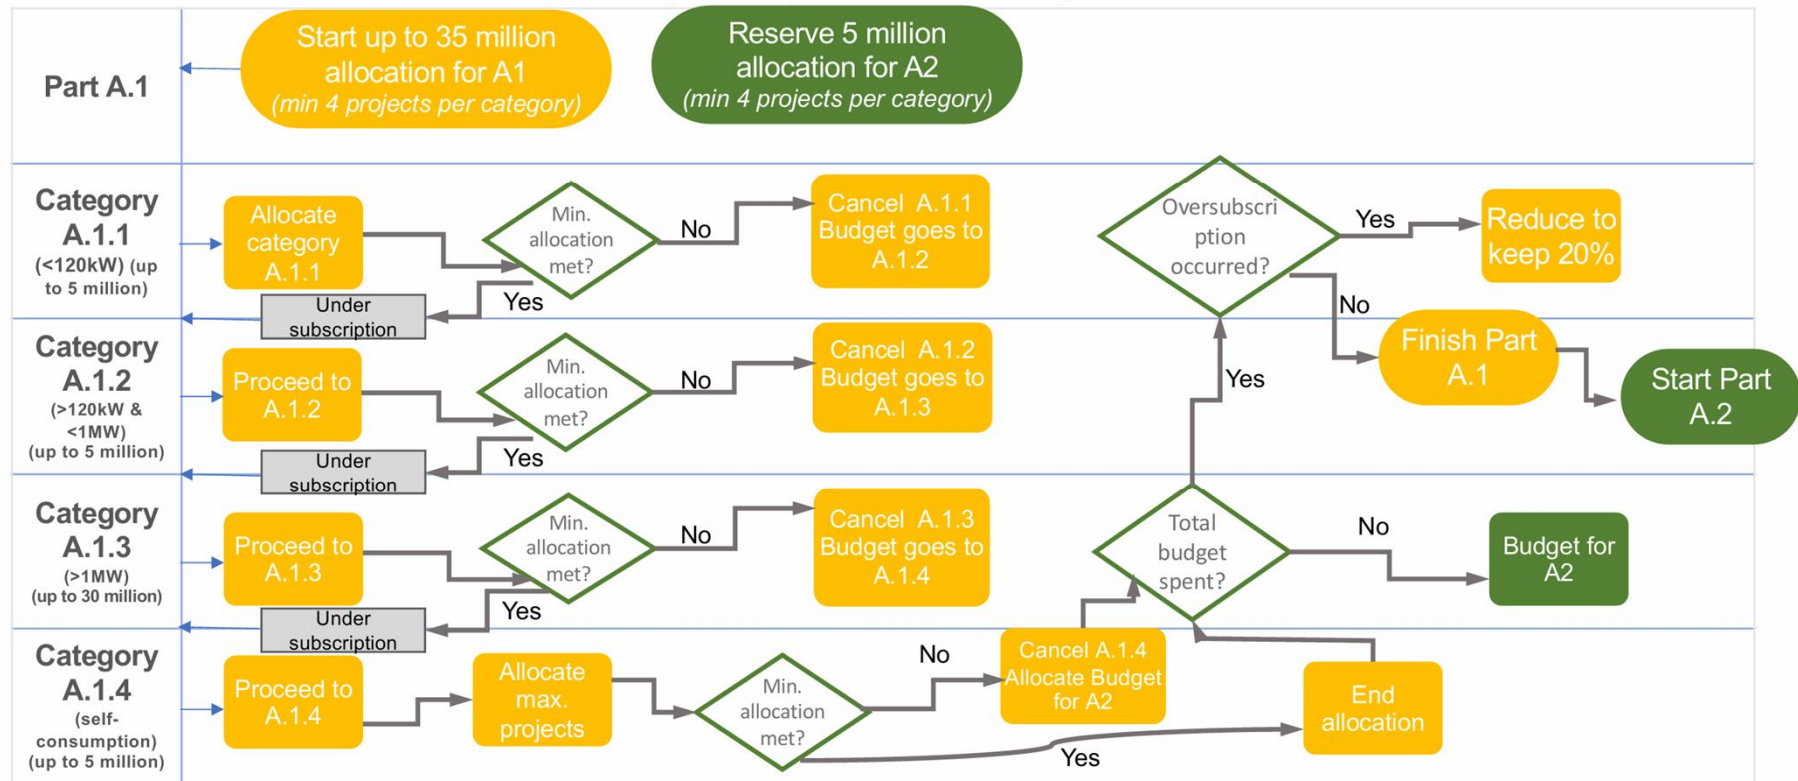 Part A.1
Start up to 35 million
allocation for A1
(min 4 projects per category)
Reserve 5 million
allocation for A2
(min 4 projects per category)
Category
A.1.1
(<120kW) (up
to 5 million)
Allocate
category
A.1.1
Min.
allocation
met?
No
Cancel A.1.1
Budget goes to
A.1.2
Yes
Under
subscription
Oversubscri
ption
occurred?
Yes
Reduce to
keep 20%
No
Finish Part
A.1
Start Part
A.2
Category
A.1.2
(>120kW &
<1MW)
(up to 5 million)
Proceed to
A.1.2
Min.
allocation
met?
No
Cancel A.1.2
Budget goes to
A.1.3
Yes
Under
subscription
Yes
Category
A.1.3
(>1MW)
(up to 30 million)
Proceed to
A.1.3
Min.
allocation
met?
No
Cancel A.1.3
Budget goes to
A.1.4
Yes
Under
subscription
Total
budget
spent?
No
Budget for
A2
Category
A.1.4
(self-
consumption)
(up to 5 million)
Proceed to
A.1.4
Allocate
max.
projects
Min.
allocation
met?
No
Cancel A.1.4
Allocate Budget
for A2
Yes
End
allocation